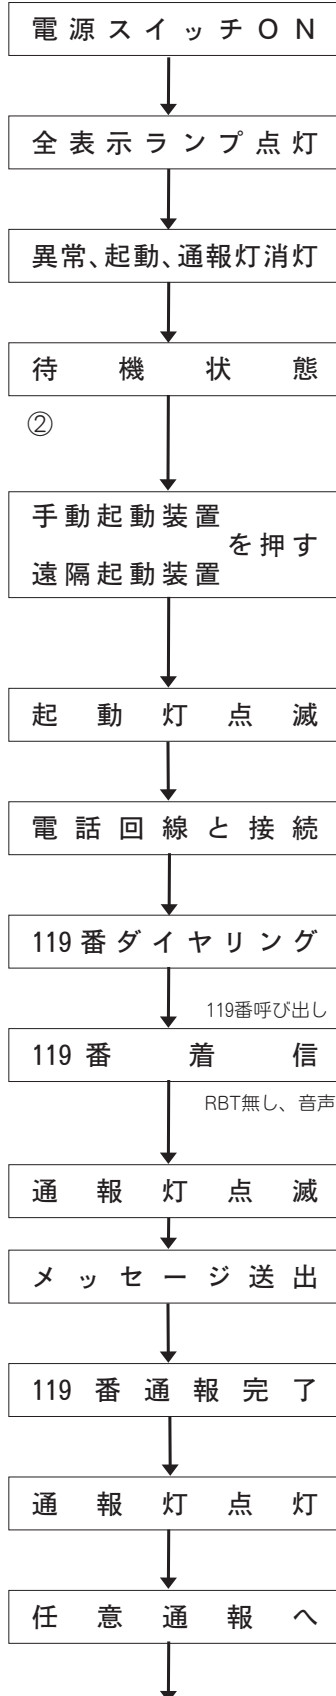 電源スイッチON
全表示ランプ点灯
異常、起動、通報灯消灯
待機状態
②
手動起動装置
を押す
遠隔起動装置
起動灯点滅
電話回線と接続
119番ダイヤリング
119番呼び出し
119番着信
RBT無し、音声
通報灯点滅
メッセージ送出
119番通報完了
通報灯点灯
任意通報へ